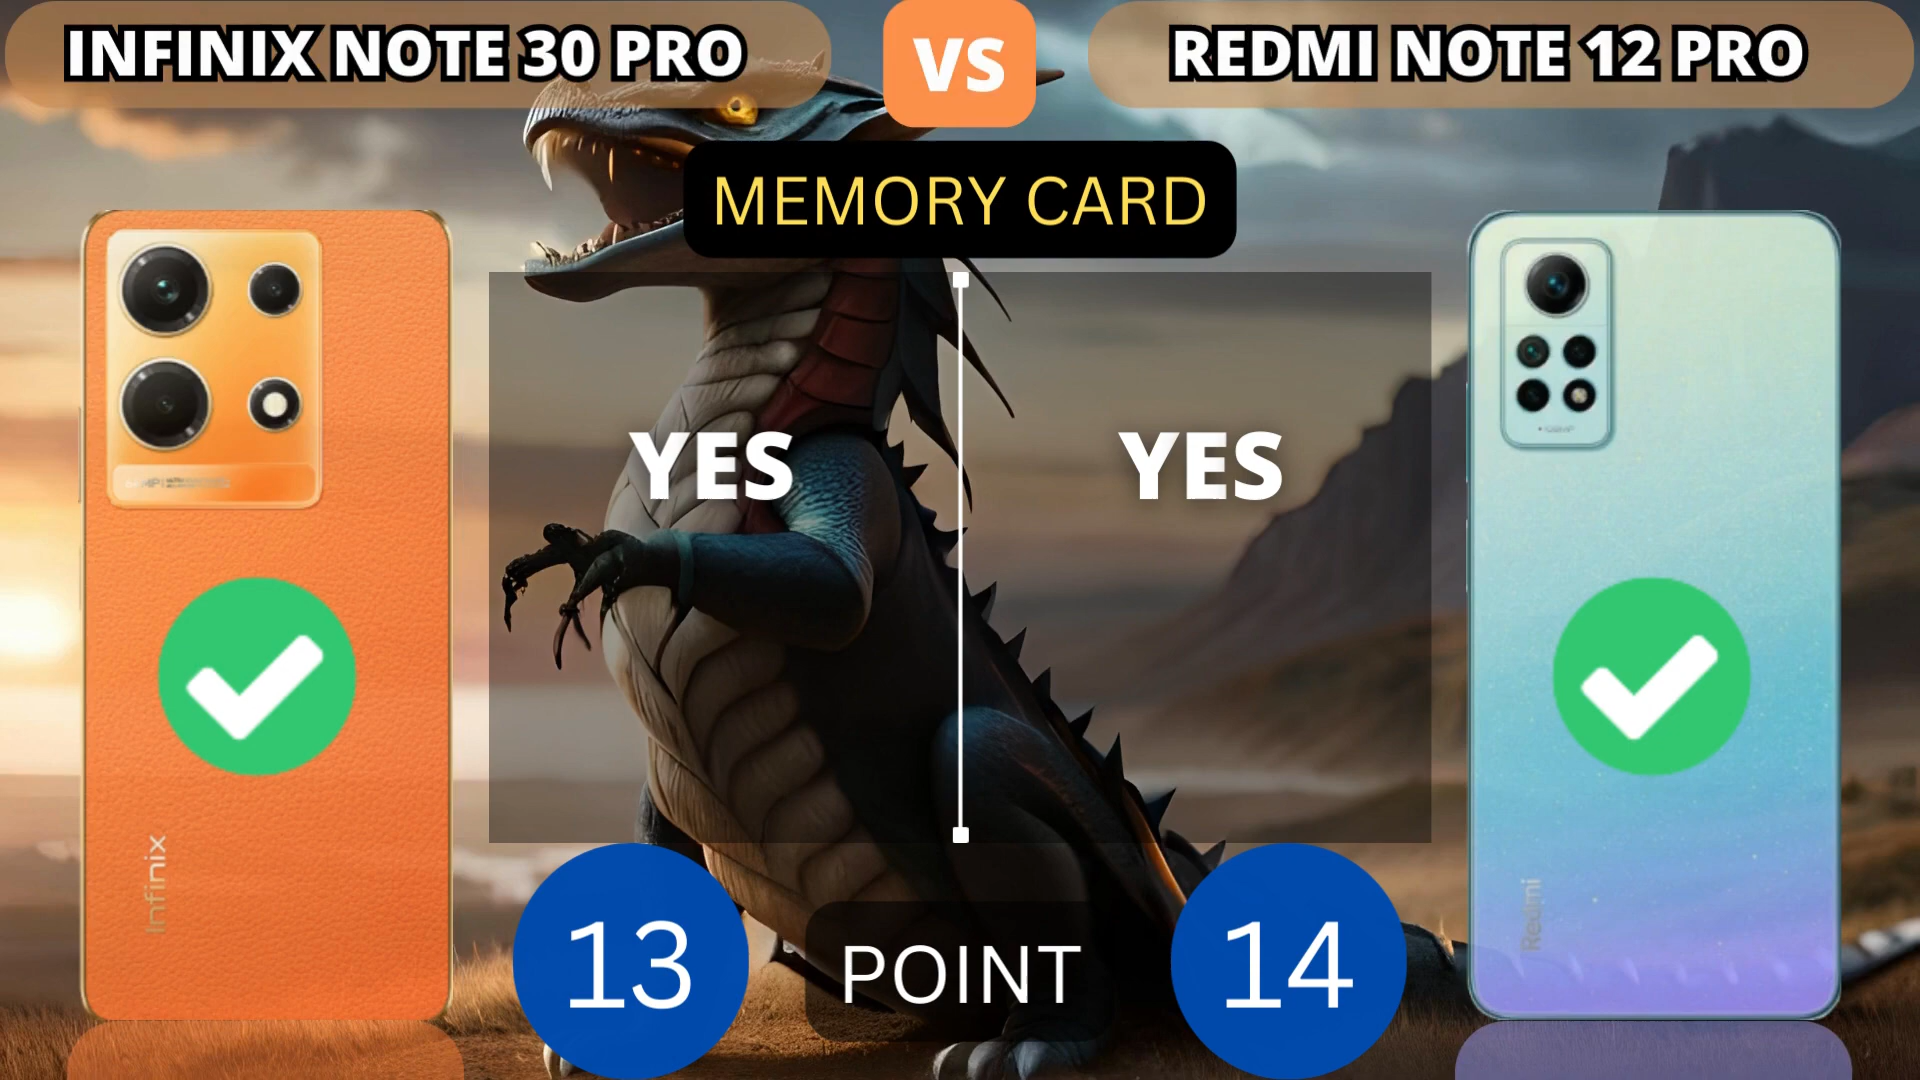 INFINIX NOTE 30 PRO
VS
REDMI NOTE 12 PRO
MEMORY CARD
YES
YES
Infinix
Redmi
13
POINT
14